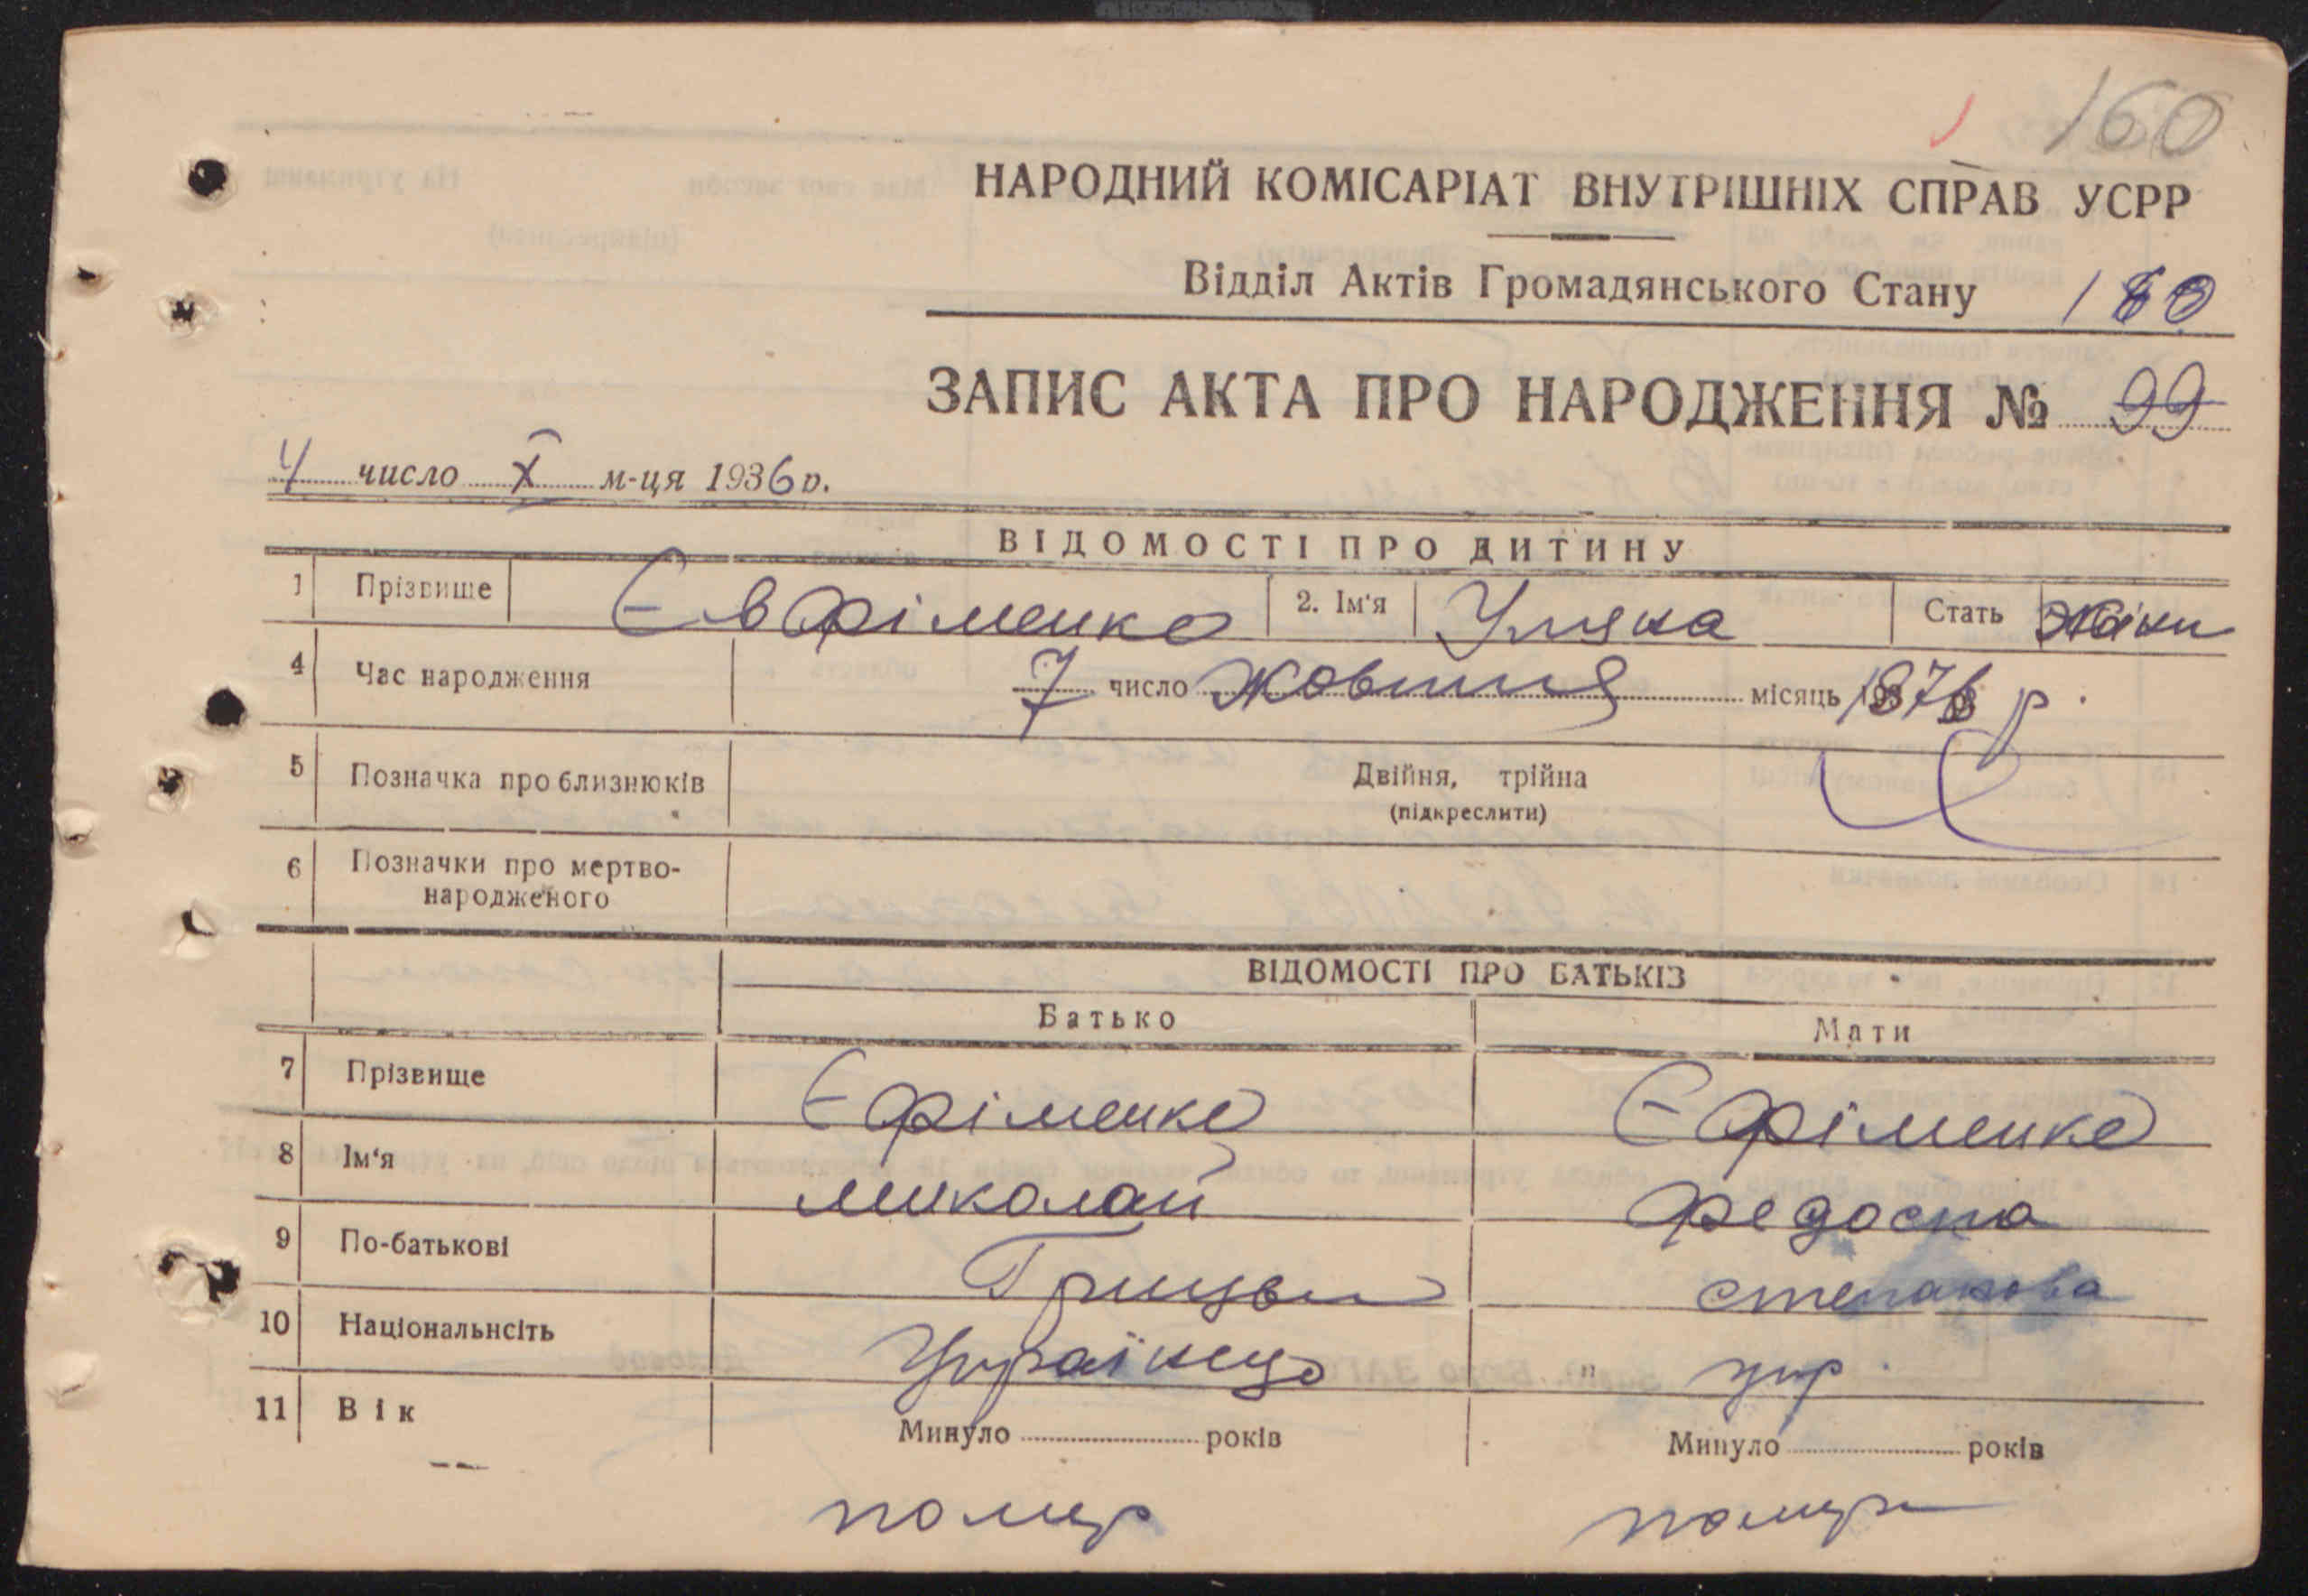 160
НАРОДНИЙ КОМІСАРІАТ ВНУТРІШНІХ СПРАВ УСРР
Відділ Актів Громадянського Стану 160
ЗАПИС АКТА ПРО НАРОДЖЕННЯ № 99
4 число X м-ця 1936 р.
ВІДОМОСТІ ПРО ДИТИНУ
1 Прізвище Євфіменко 2. Ім'я Уляна Стать жін
4 Час народження 7 число жовтня місяць 1876 р.
5 Позначка про близнюків Двійня, трійна
(підкреслити)
6 Позначки про мертво-
народженого
ВІДОМОСТІ ПРО БАТЬКІВ
Батько Мати
7 Прізвище Єфіменко Єфіменко
8 Ім'я миколай Федоска
9 По-батькові Грицьк степанова
10 Національнсіть Українець укр.
11 Вік Минуло років Минуло років
помер